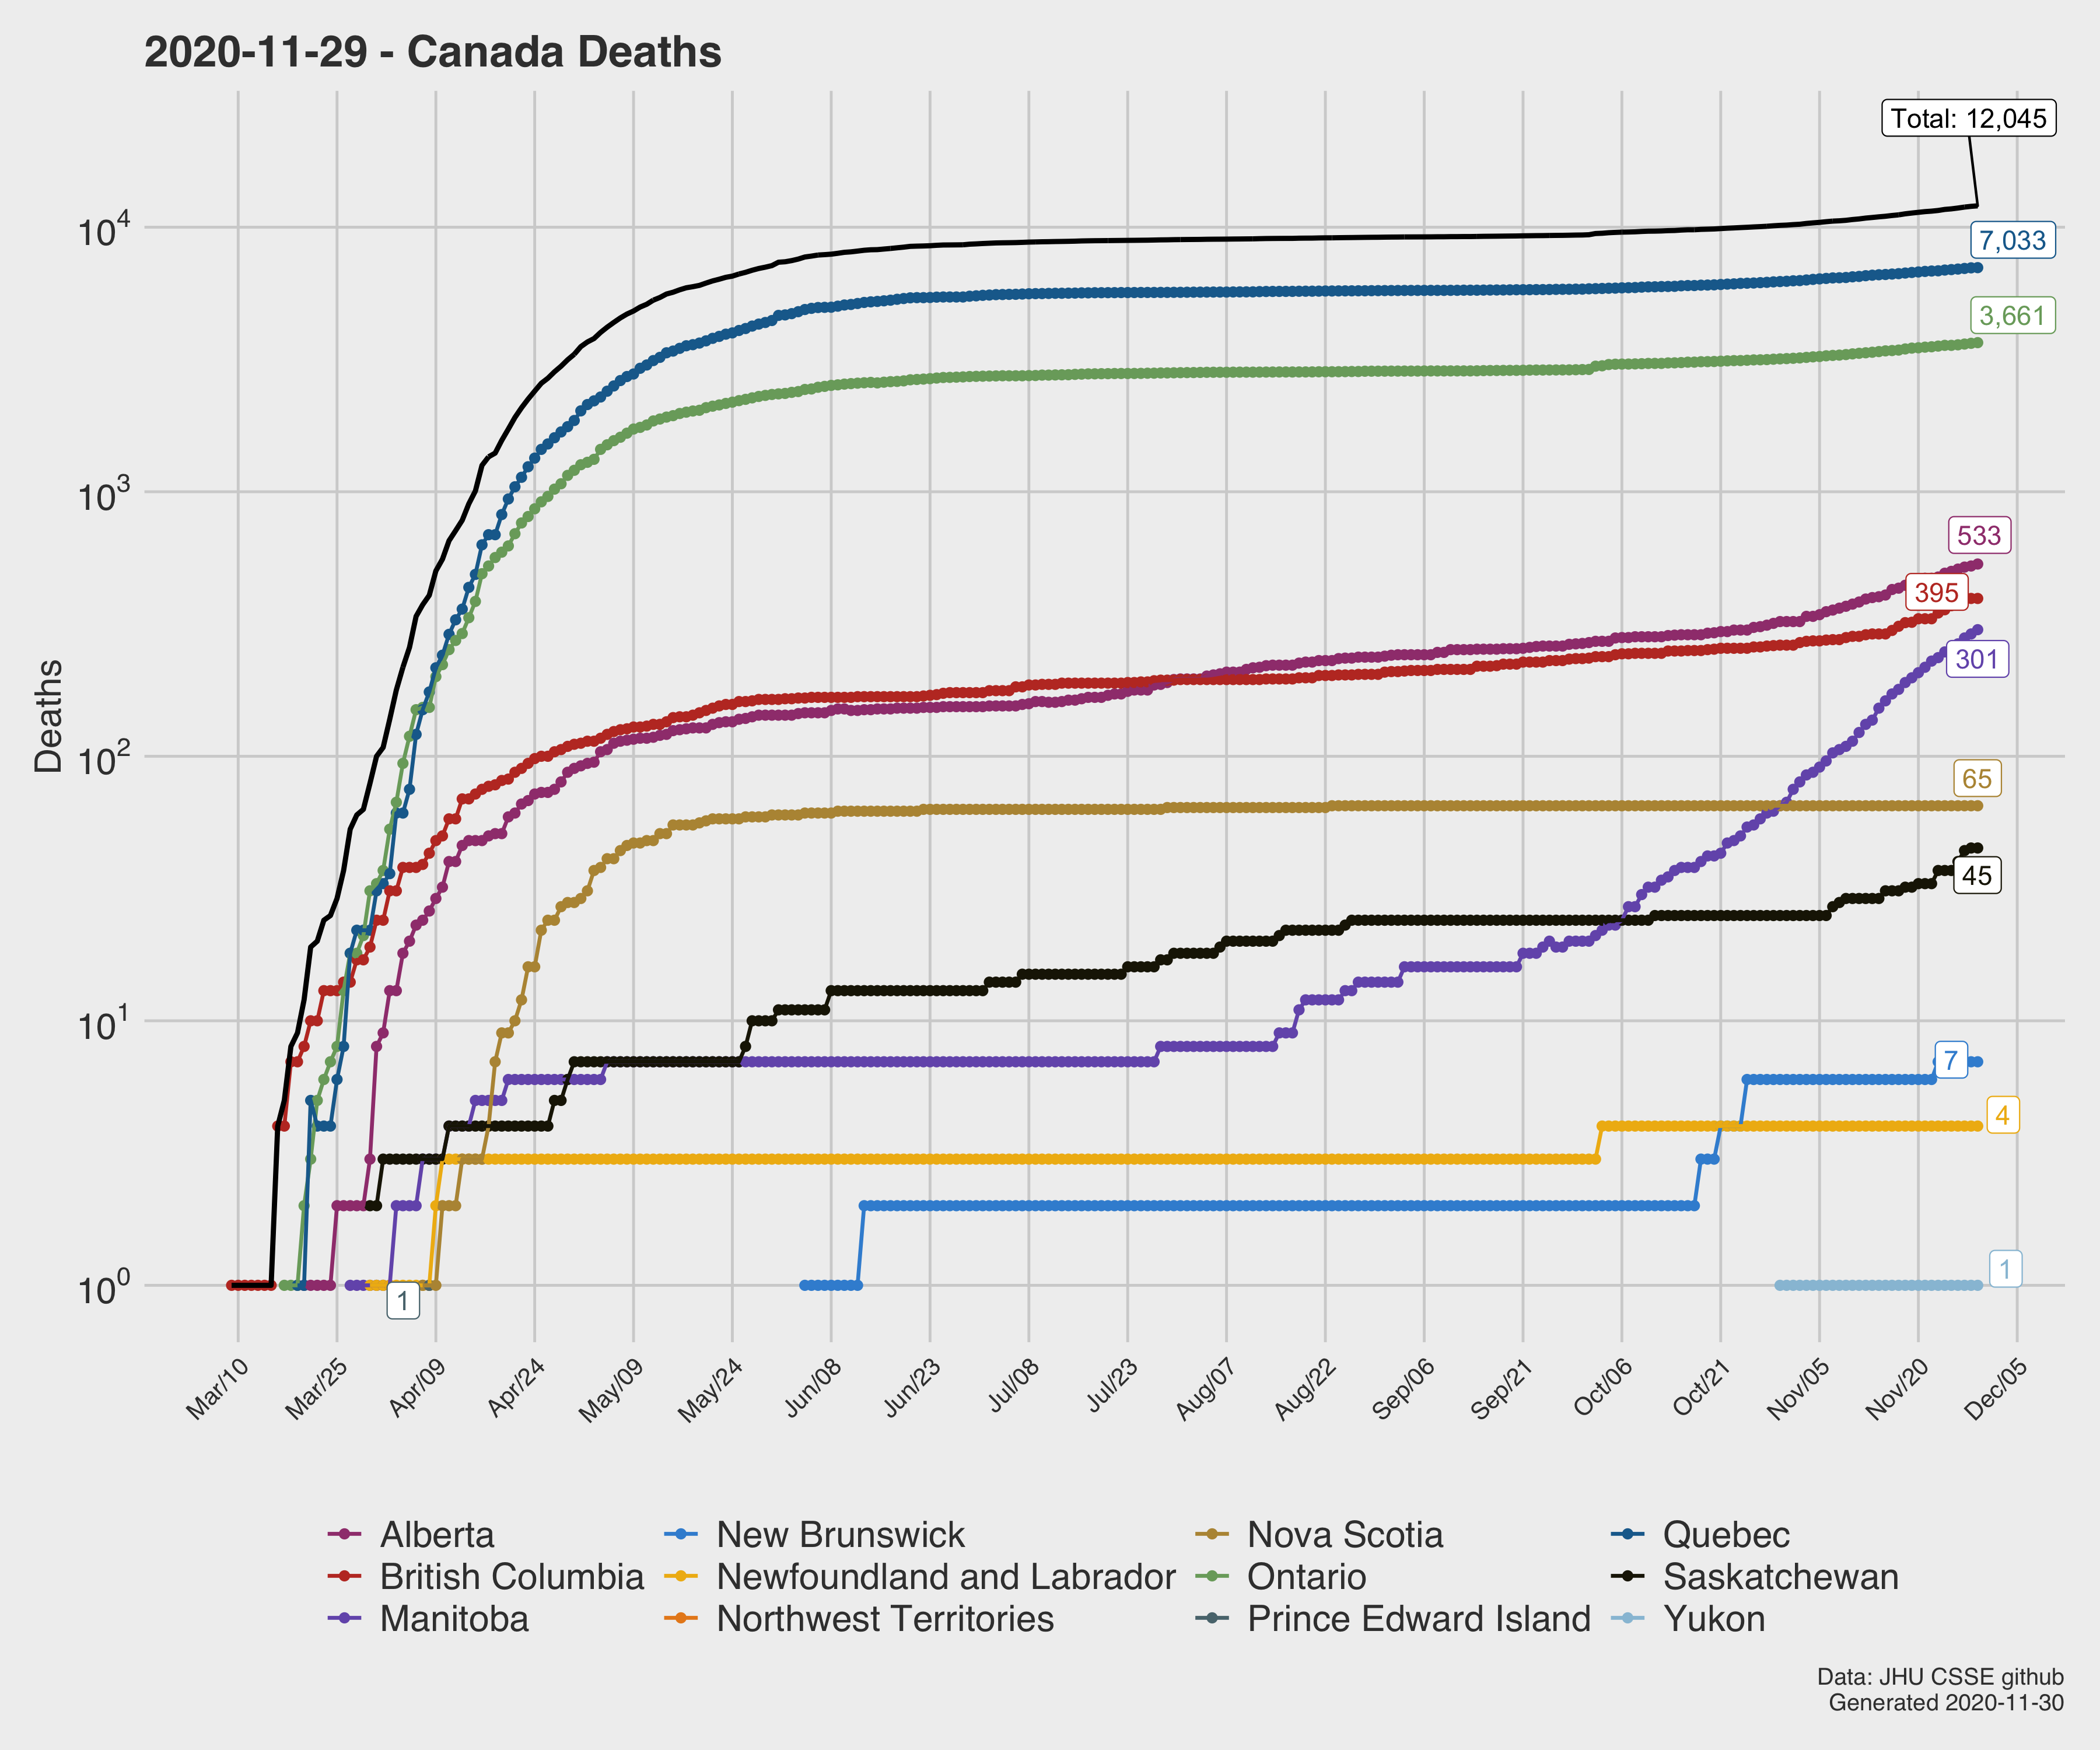 2020-11-29 - Canada Deaths
Total: 12,045
10^4
7,033
3,661
10^3
533
395
301
Deaths
10^2
65
45
10^1
7
4
1
10^0
1
Mar/10
Mar/25
Apr/09
Apr/24
May/09
May/24
Jun/08
Jun/23
Jul/08
Jul/23
Aug/07
Aug/22
Sep/06
Sep/21
Oct/06
Oct/21
Nov/05
Nov/20
Dec/05
Alberta
New Brunswick
Nova Scotia
Quebec
British Columbia
Newfoundland and Labrador
Ontario
Saskatchewan
Manitoba
Northwest Territories
Prince Edward Island
Yukon
Data: JHU CSSE github
Generated 2020-11-30